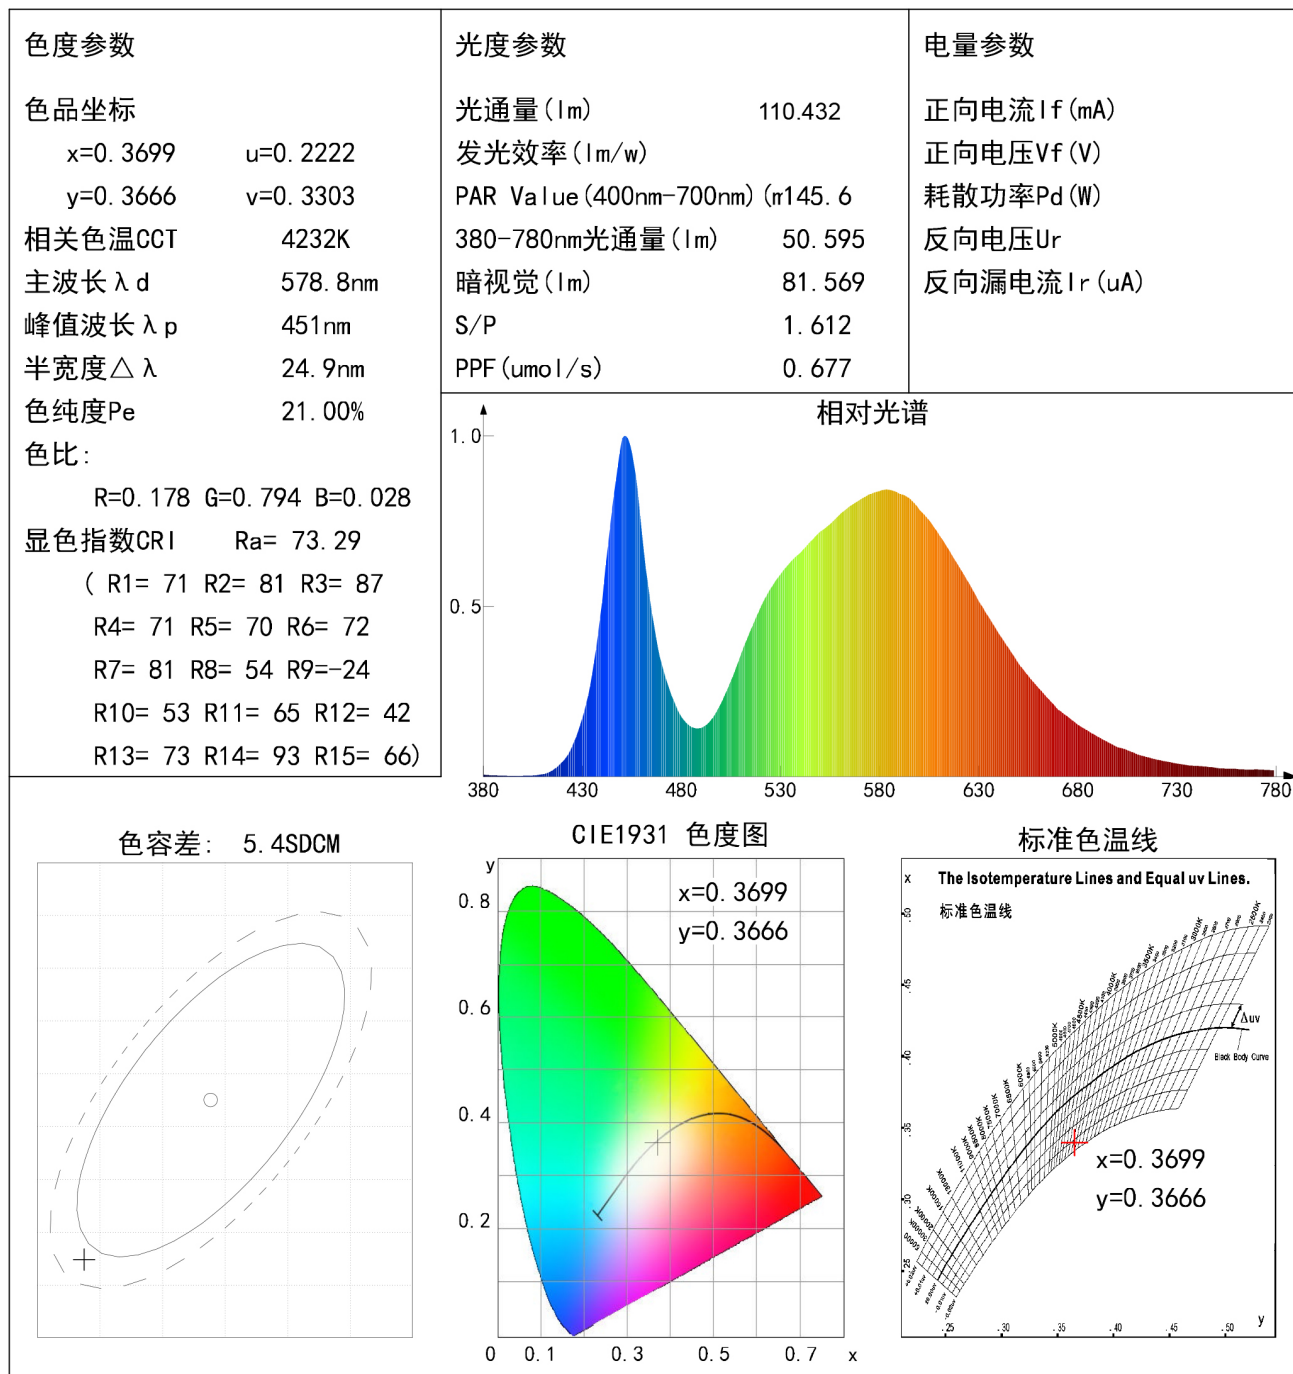 色度参数
色品坐标
x=0.3699 u=0.2222
y=0.3666 v=0.3303
相关色温CCT 4232K
主波长λd 578.8nm
峰值波长λp 451nm
半宽度△λ 24.9nm
色纯度Pe 21.00%
色比:
R=0.178 G=0.794 B=0.028
显色指数CRI Ra= 73.29
( R1= 71 R2= 81 R3= 87
R4= 71 R5= 70 R6= 72
R7= 81 R8= 54 R9=-24
R10= 53 R11= 65 R12= 42
R13= 73 R14= 93 R15= 66)
光度参数
光通量(lm) 110.432
发光效率(lm/w)
PAR Value(400nm-700nm)(m145.6
380-780nm光通量(lm) 50.595
暗视觉(lm) 81.569
S/P 1.612
PPF(umol/s) 0.677
电量参数
正向电流If(mA)
正向电压Vf(V)
耗散功率Pd(W)
反向电压Ur
反向漏电流Ir(uA)
相对光谱
1.0
0.5
380 430 480 530 580 630 680 730 780
色容差: 5.4SDCM
CIE1931 色度图
y
x=0.3699
y=0.3666
0.8
0.6
0.4
0.2
0 0.1 0.3 0.5 0.7 x
标准色温线
x The Isotemperature Lines and Equal uv Lines.
标准色温线
.50
.45
.40
.35
.30
.25
Δuv
Black Body Curve
x=0.3699
y=0.3666
y
.25 .30 .35 .40 .45 .50